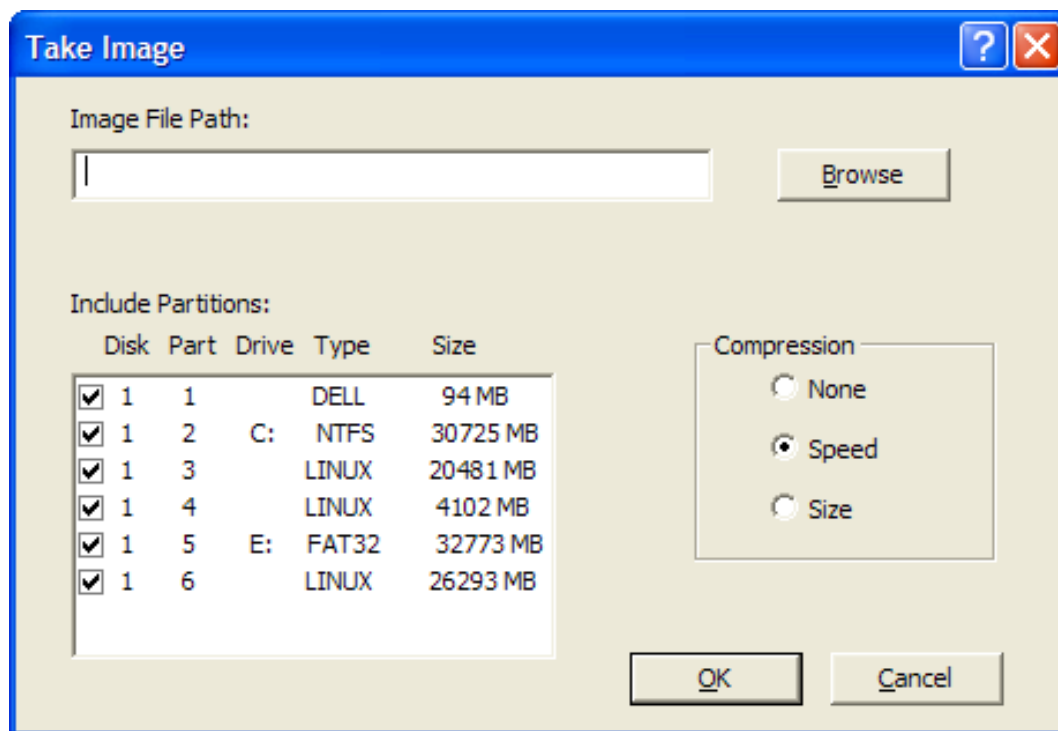 Take Image
Image File Path:
Browse
Include Partitions:
Disk Part Drive Type Size
1 1 DELL 94 MB
1 2 C: NTFS 30725 MB
1 3 LINUX 20481 MB
1 4 LINUX 4102 MB
1 5 E: FAT32 32773 MB
1 6 LINUX 26293 MB
Compression
None
Speed
Size
OK Cancel